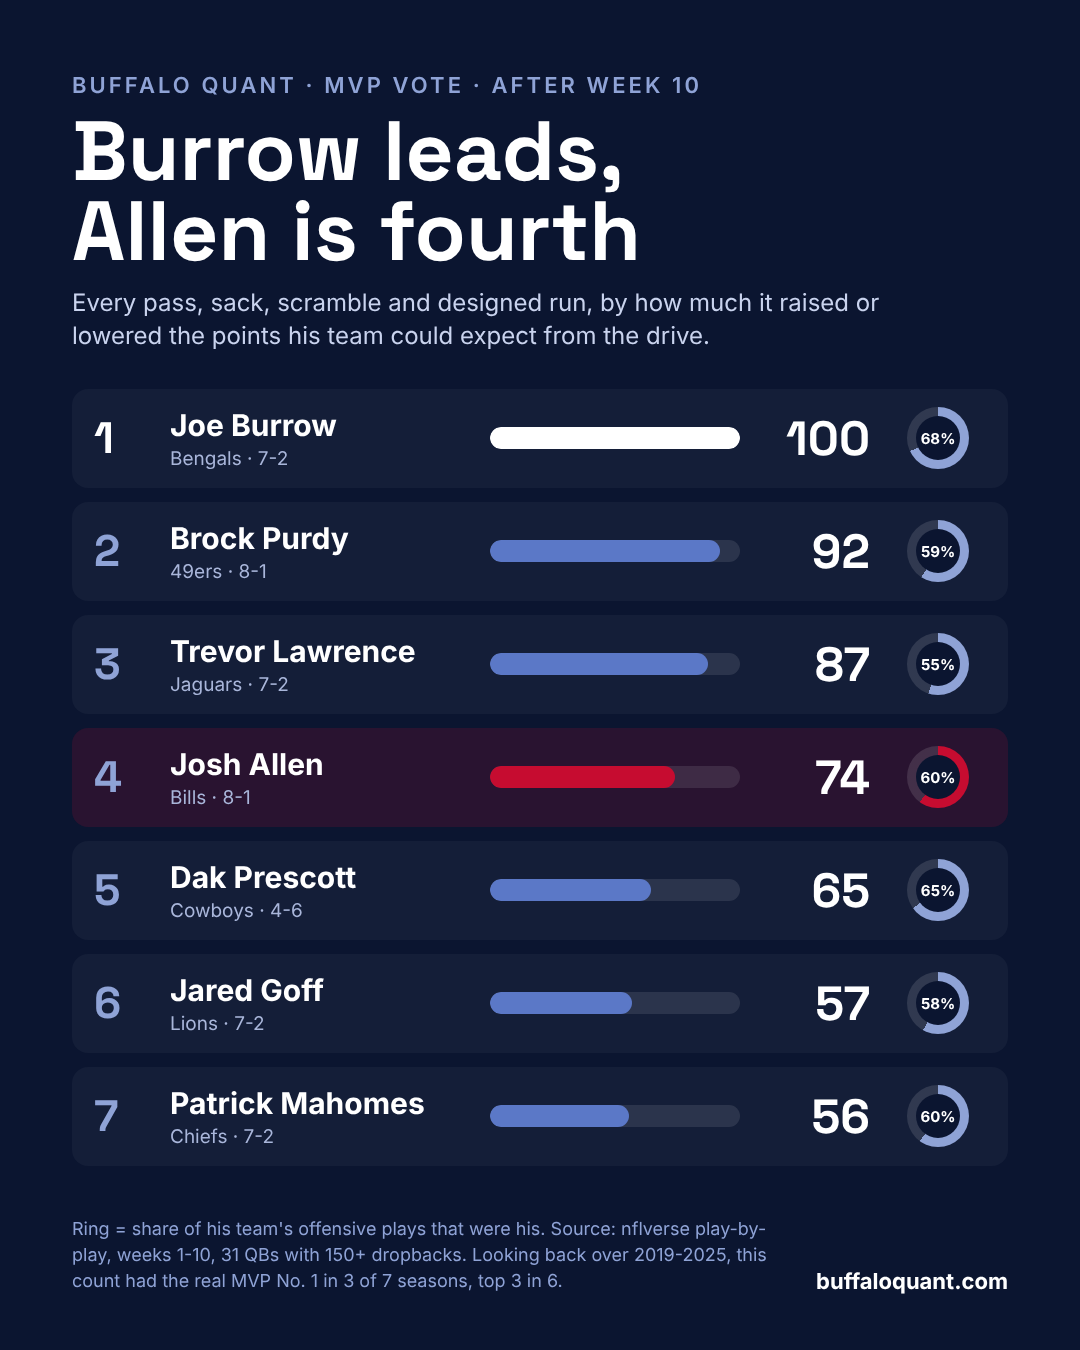 BUFFALO QUANT · MVP VOTE · AFTER WEEK 10
Burrow leads,
Allen is fourth
Every pass, sack, scramble and designed run, by how much it raised or
lowered the points his team could expect from the drive.
1
Joe Burrow
Bengals · 7-2
100
68%
2
Brock Purdy
49ers · 8-1
92
59%
3
Trevor Lawrence
Jaguars · 7-2
87
55%
4
Josh Allen
Bills · 8-1
74
60%
5
Dak Prescott
Cowboys · 4-6
65
65%
6
Jared Goff
Lions · 7-2
57
58%
7
Patrick Mahomes
Chiefs · 7-2
56
60%
Ring = share of his team's offensive plays that were his. Source: nflverse play-by-
play, weeks 1-10, 31 QBs with 150+ dropbacks. Looking back over 2019-2025, this
count had the real MVP No. 1 in 3 of 7 seasons, top 3 in 6.
buffaloquant.com